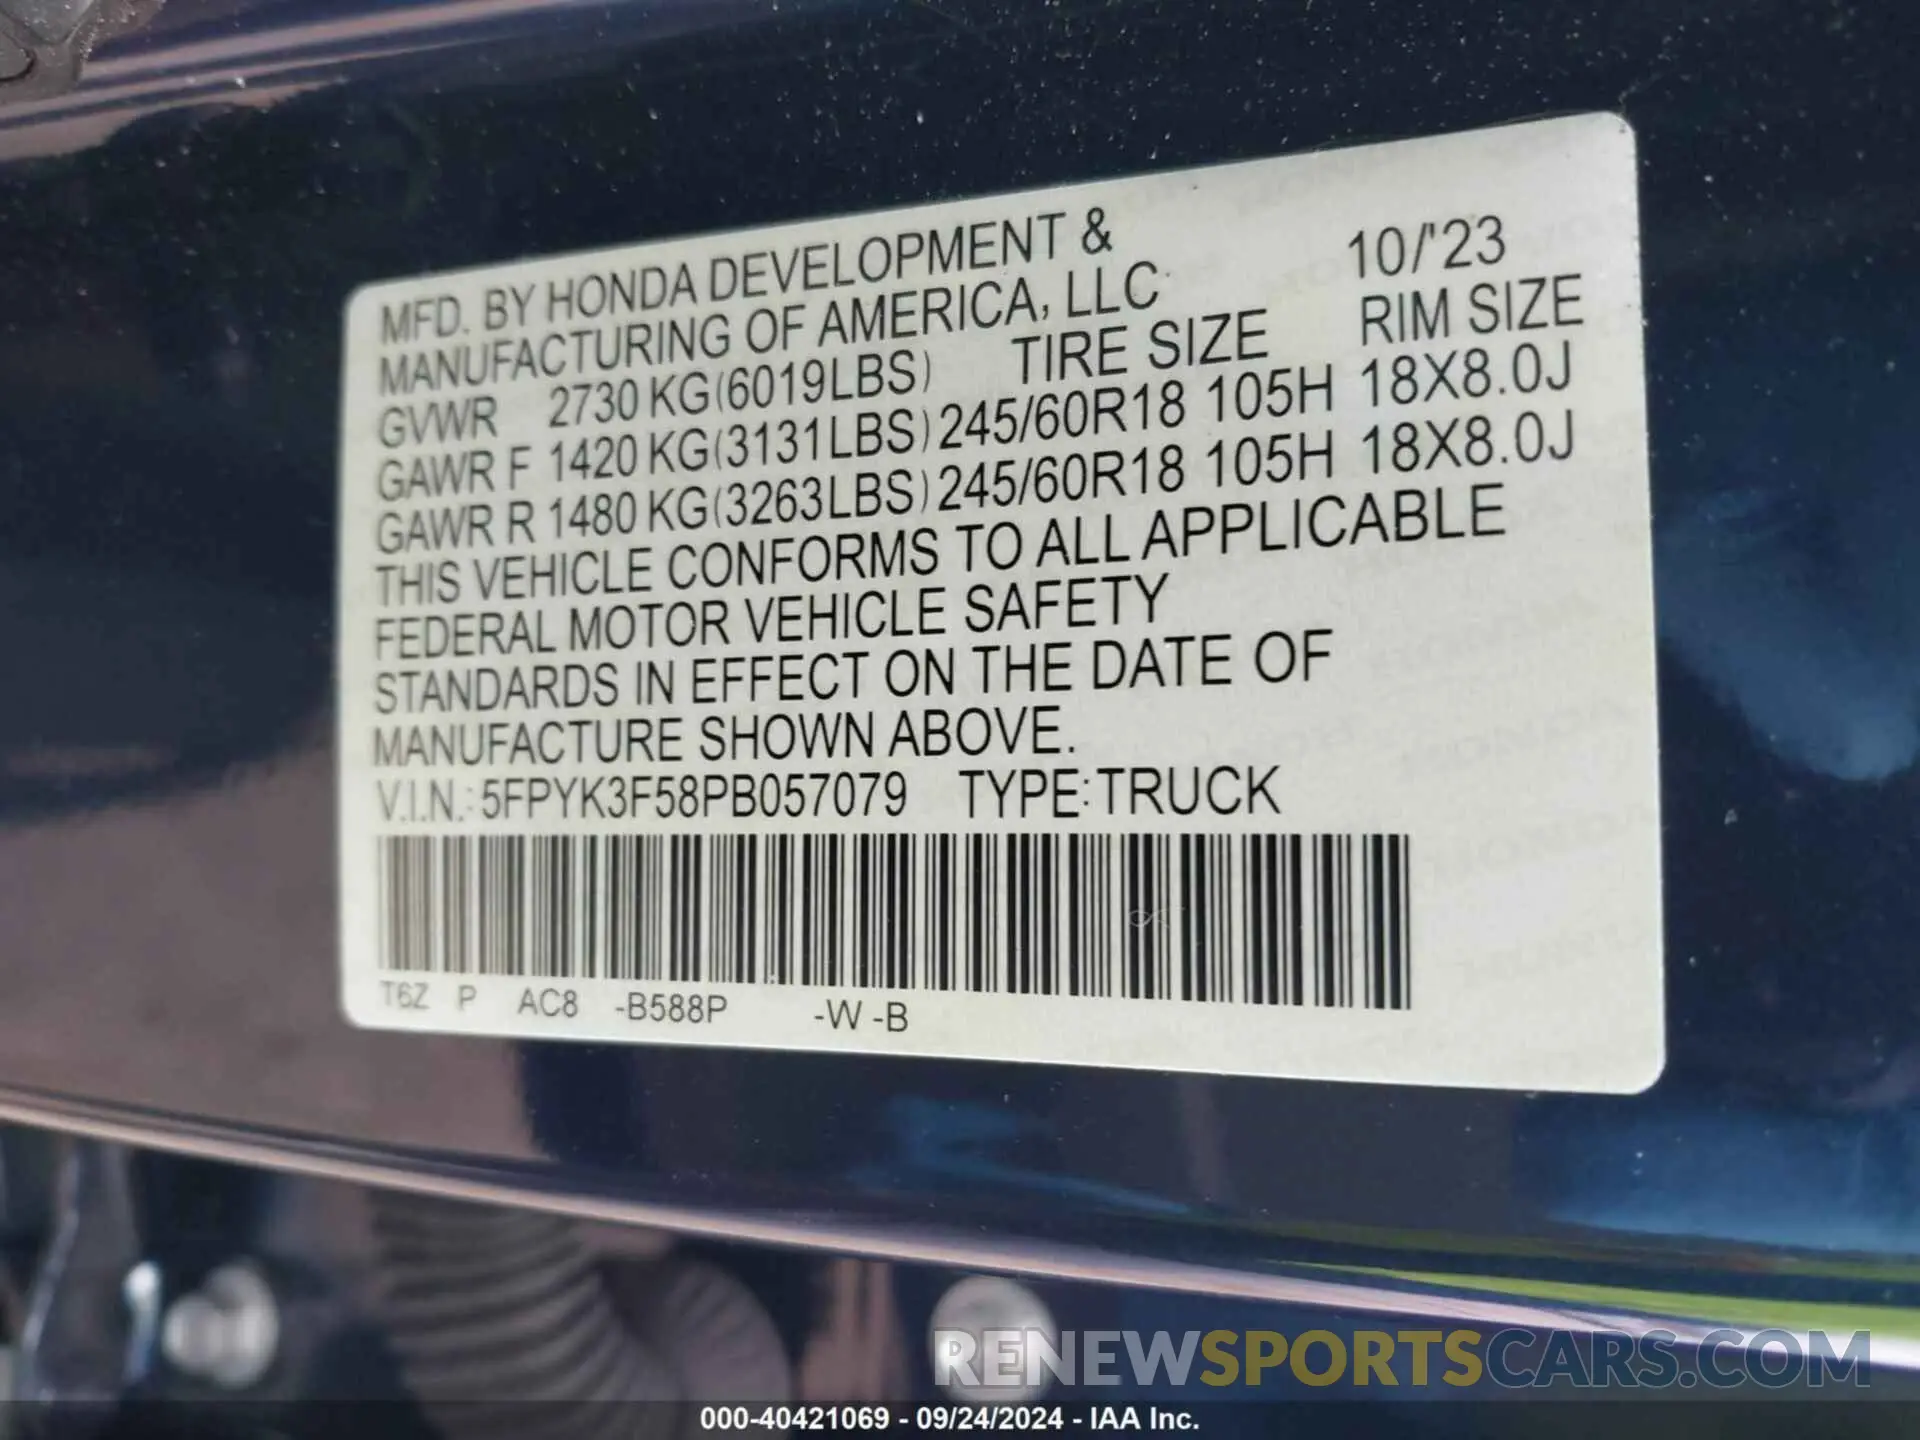 MFD. BY HONDA DEVELOPMENT & 10/'23
MANUFACTURING OF AMERICA, LLC
TIRE SIZE RIM SIZE
GVWR 2730 KG(6019LBS)
GAWR F 1420 KG(3131LBS) 245/60R18 105H 18X8.0J
GAWR R 1480 KG(3263LBS) 245/60R18 105H 18X8.0J
THIS VEHICLE CONFORMS TO ALL APPLICABLE
FEDERAL MOTOR VEHICLE SAFETY
STANDARDS IN EFFECT ON THE DATE OF
MANUFACTURE SHOWN ABOVE.
V.I.N.: 5FPYK3F58PB057079 TYPE:TRUCK
T6Z P AC8 -B588P -W -B
RENEWSPORTSCARS.COM
000-40421069 - 09/24/2024 - IAA Inc.